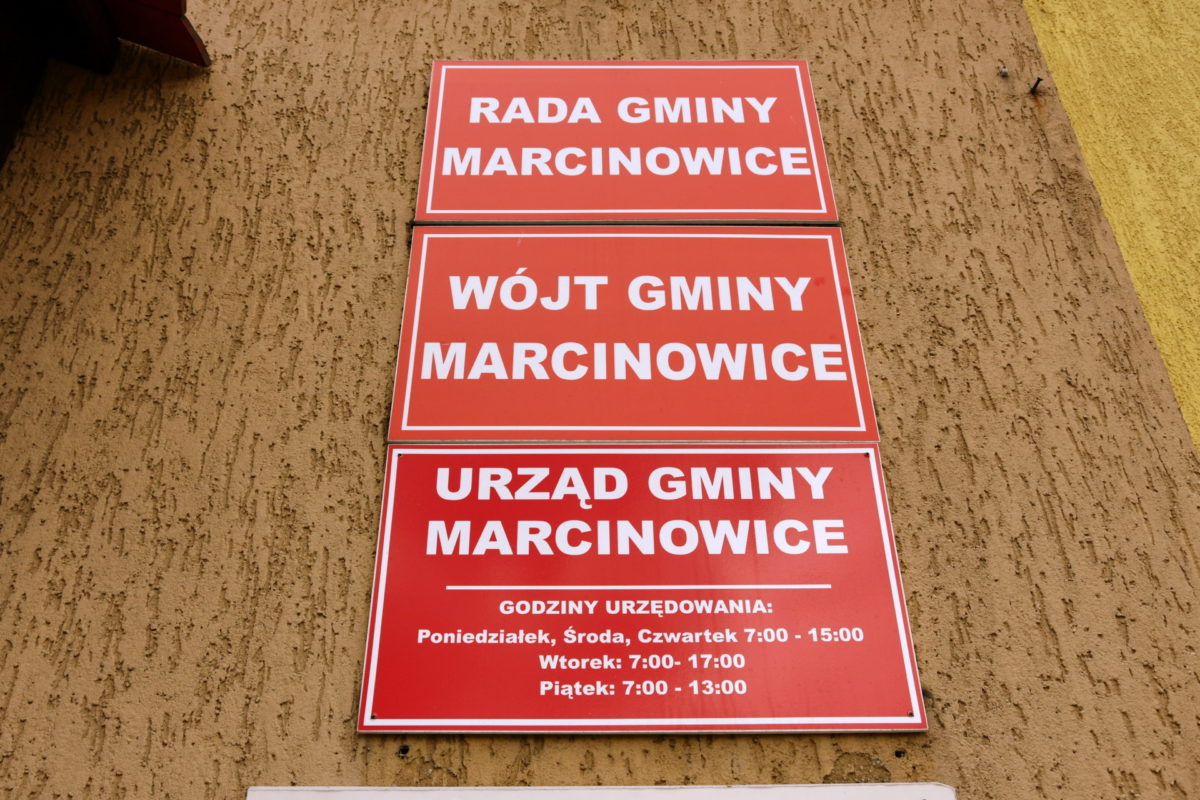 RADA GMINY
MARCINOWICE
WÓJT GMINY
MARCINOWICE
URZĄD GMINY
MARCINOWICE
GODZINY URZĘDOWANIA:
Poniedziałek, Środa, Czwartek 7:00 - 15:00
Wtorek: 7:00- 17:00
Piątek: 7:00 - 13:00